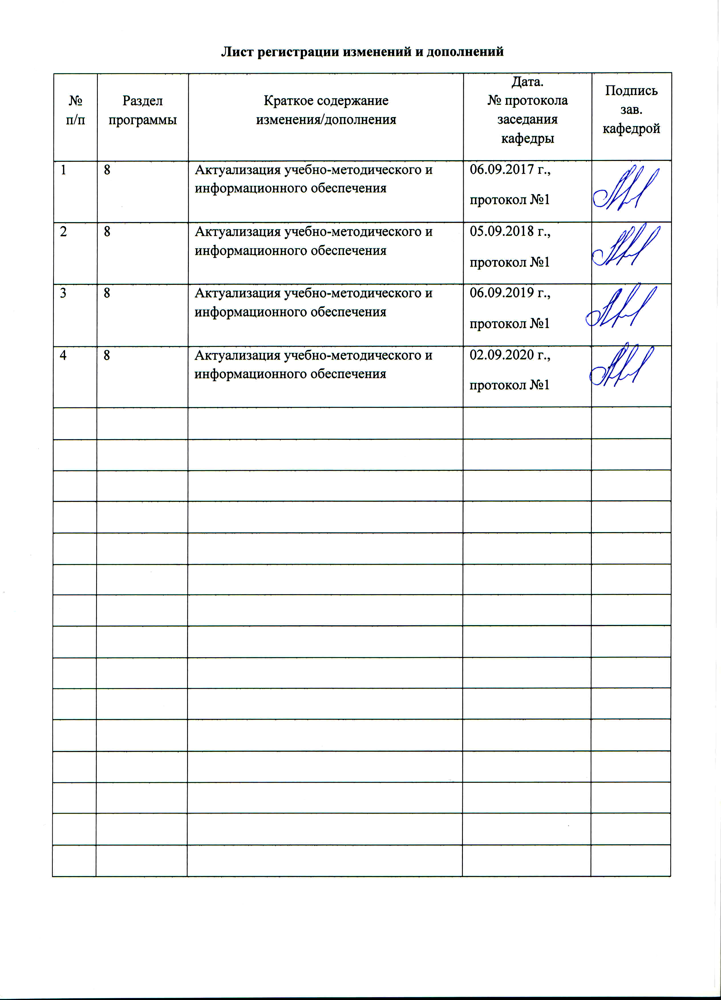 Лист регистрации изменений и дополнений
№
п/п
Раздел
программы
Краткое содержание
изменения/дополнения
Дата.
№ протокола
заседания
кафедры
Подпись
зав.
кафедрой
1
8
Актуализация учебно-методического и
информационного обеспечения
06.09.2017 г.,
протокол №1
2
8
Актуализация учебно-методического и
информационного обеспечения
05.09.2018 г.,
протокол №1
3
8
Актуализация учебно-методического и
информационного обеспечения
06.09.2019 г.,
протокол №1
4
8
Актуализация учебно-методического и
информационного обеспечения
02.09.2020 г.,
протокол №1